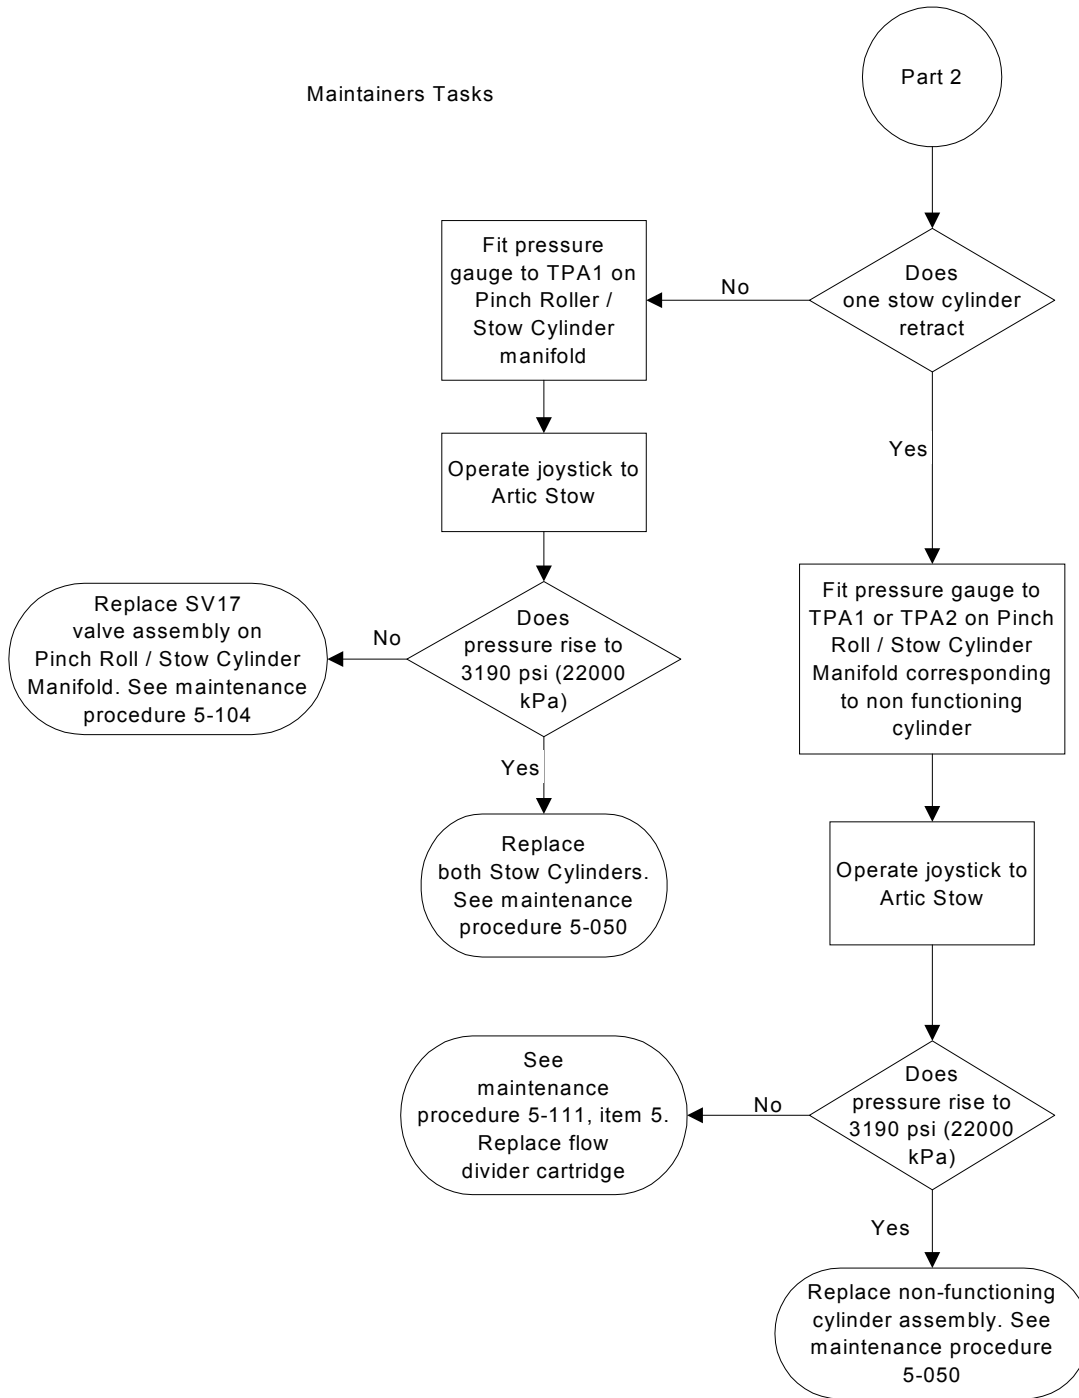 Part 2
Maintainers Tasks
Does
one stow cylinder
retract
No
Fit pressure
gauge to TPA1 on
Pinch Roller /
Stow Cylinder
manifold
Operate joystick to
Artic Stow
Does
pressure rise to
3190 psi (22000
kPa)
No
Replace SV17
valve assembly on
Pinch Roll / Stow Cylinder
Manifold. See maintenance
procedure 5-104
Yes
Replace
both Stow Cylinders.
See maintenance
procedure 5-050
Yes
Fit pressure gauge to
TPA1 or TPA2 on Pinch
Roll / Stow Cylinder
Manifold corresponding
to non functioning
cylinder
Operate joystick to
Artic Stow
Does
pressure rise to
3190 psi (22000
kPa)
No
See
maintenance
procedure 5-111, item 5.
Replace flow
divider cartridge
Yes
Replace non-functioning
cylinder assembly. See
maintenance procedure
5-050